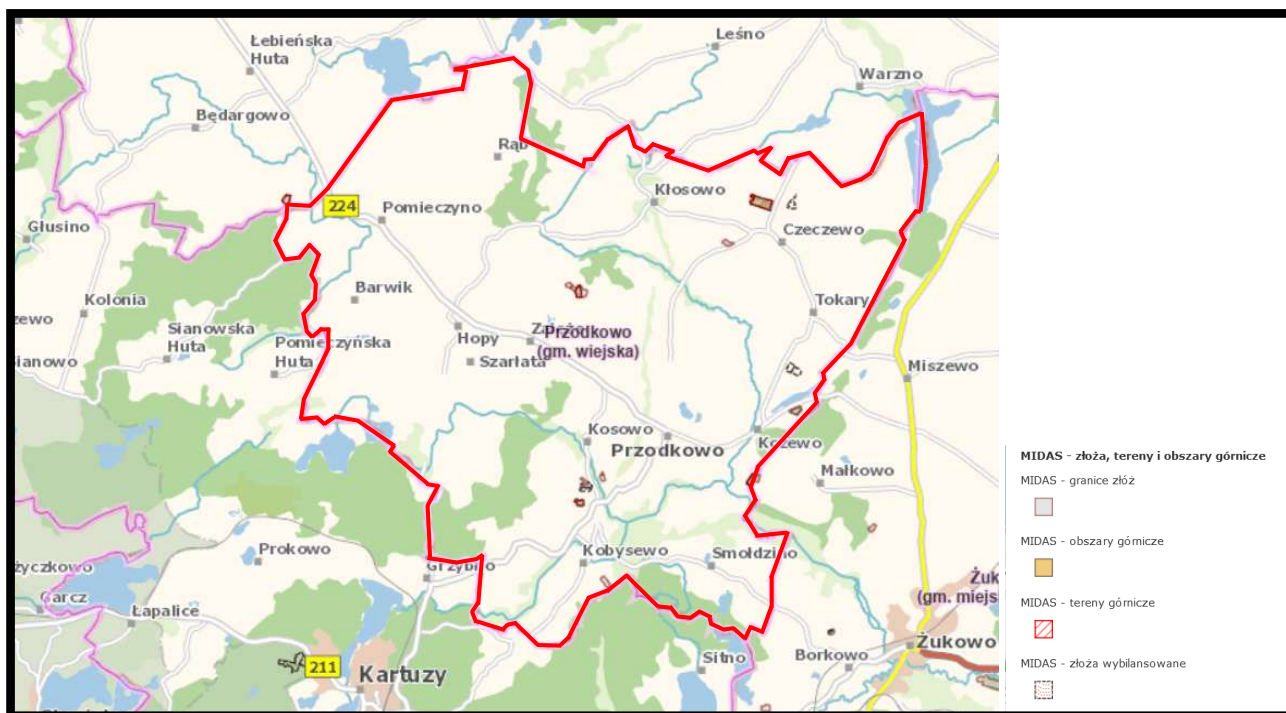 Łebieńska
Huta
Leśno
Warzno
Będargowo
Rąb
Kłosowo
224
Pomieczyno
Głusino
Czeczewo
Barwik
Kolonia
Tokary
zewo
Sianowska
Huta
Hopy
Przodkowo
(gm. wiejska)
Pomieczyńska
Huta
Szarłata
ianowo
Miszewo
Kosowo
Przodkowo
Kczewo
Małkowo
MIDAS - złoża, tereny i obszary górnicze
MIDAS - granice złóż
MIDAS - obszary górnicze
MIDAS - tereny górnicze
MIDAS - złoża wybilansowane
Prokowo
Kobysewo
Smołdzino
Grzybno
życzkowo
Garcz
Łapalice
Żuk
(gm. miejs
Żukowo
211
Kartuzy
Sitno
Borkowo